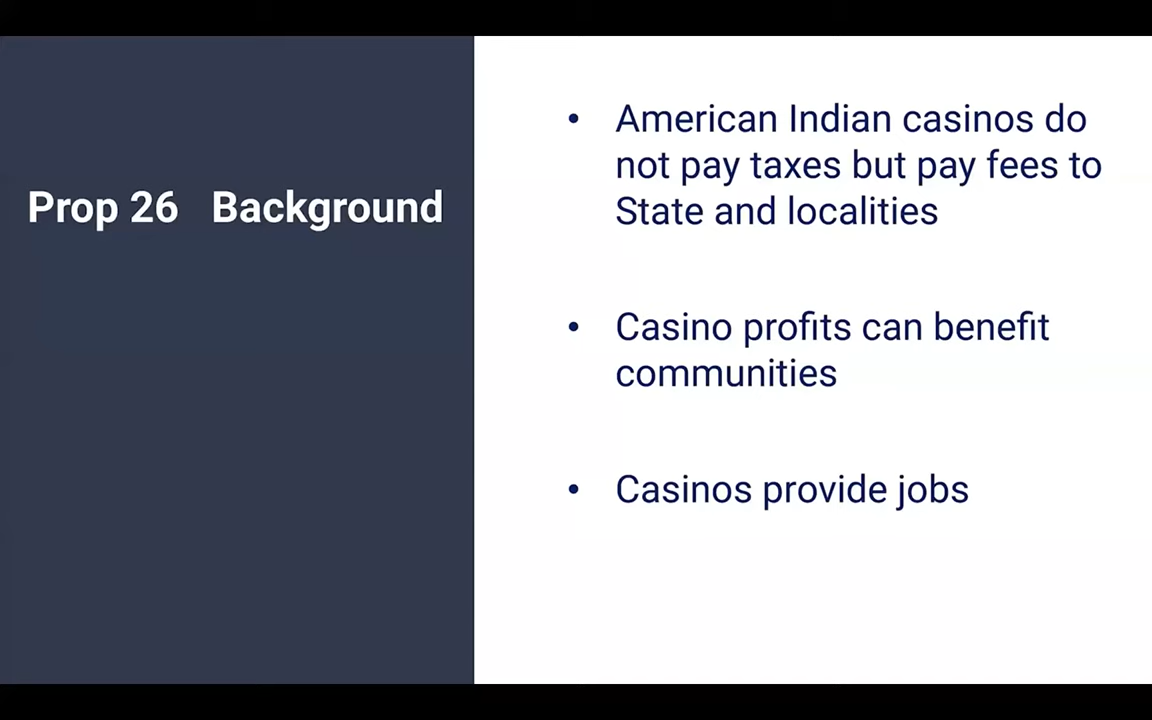 Prop 26 Background
• American Indian casinos do
not pay taxes but pay fees to
State and localities
• Casino profits can benefit
communities
• Casinos provide jobs